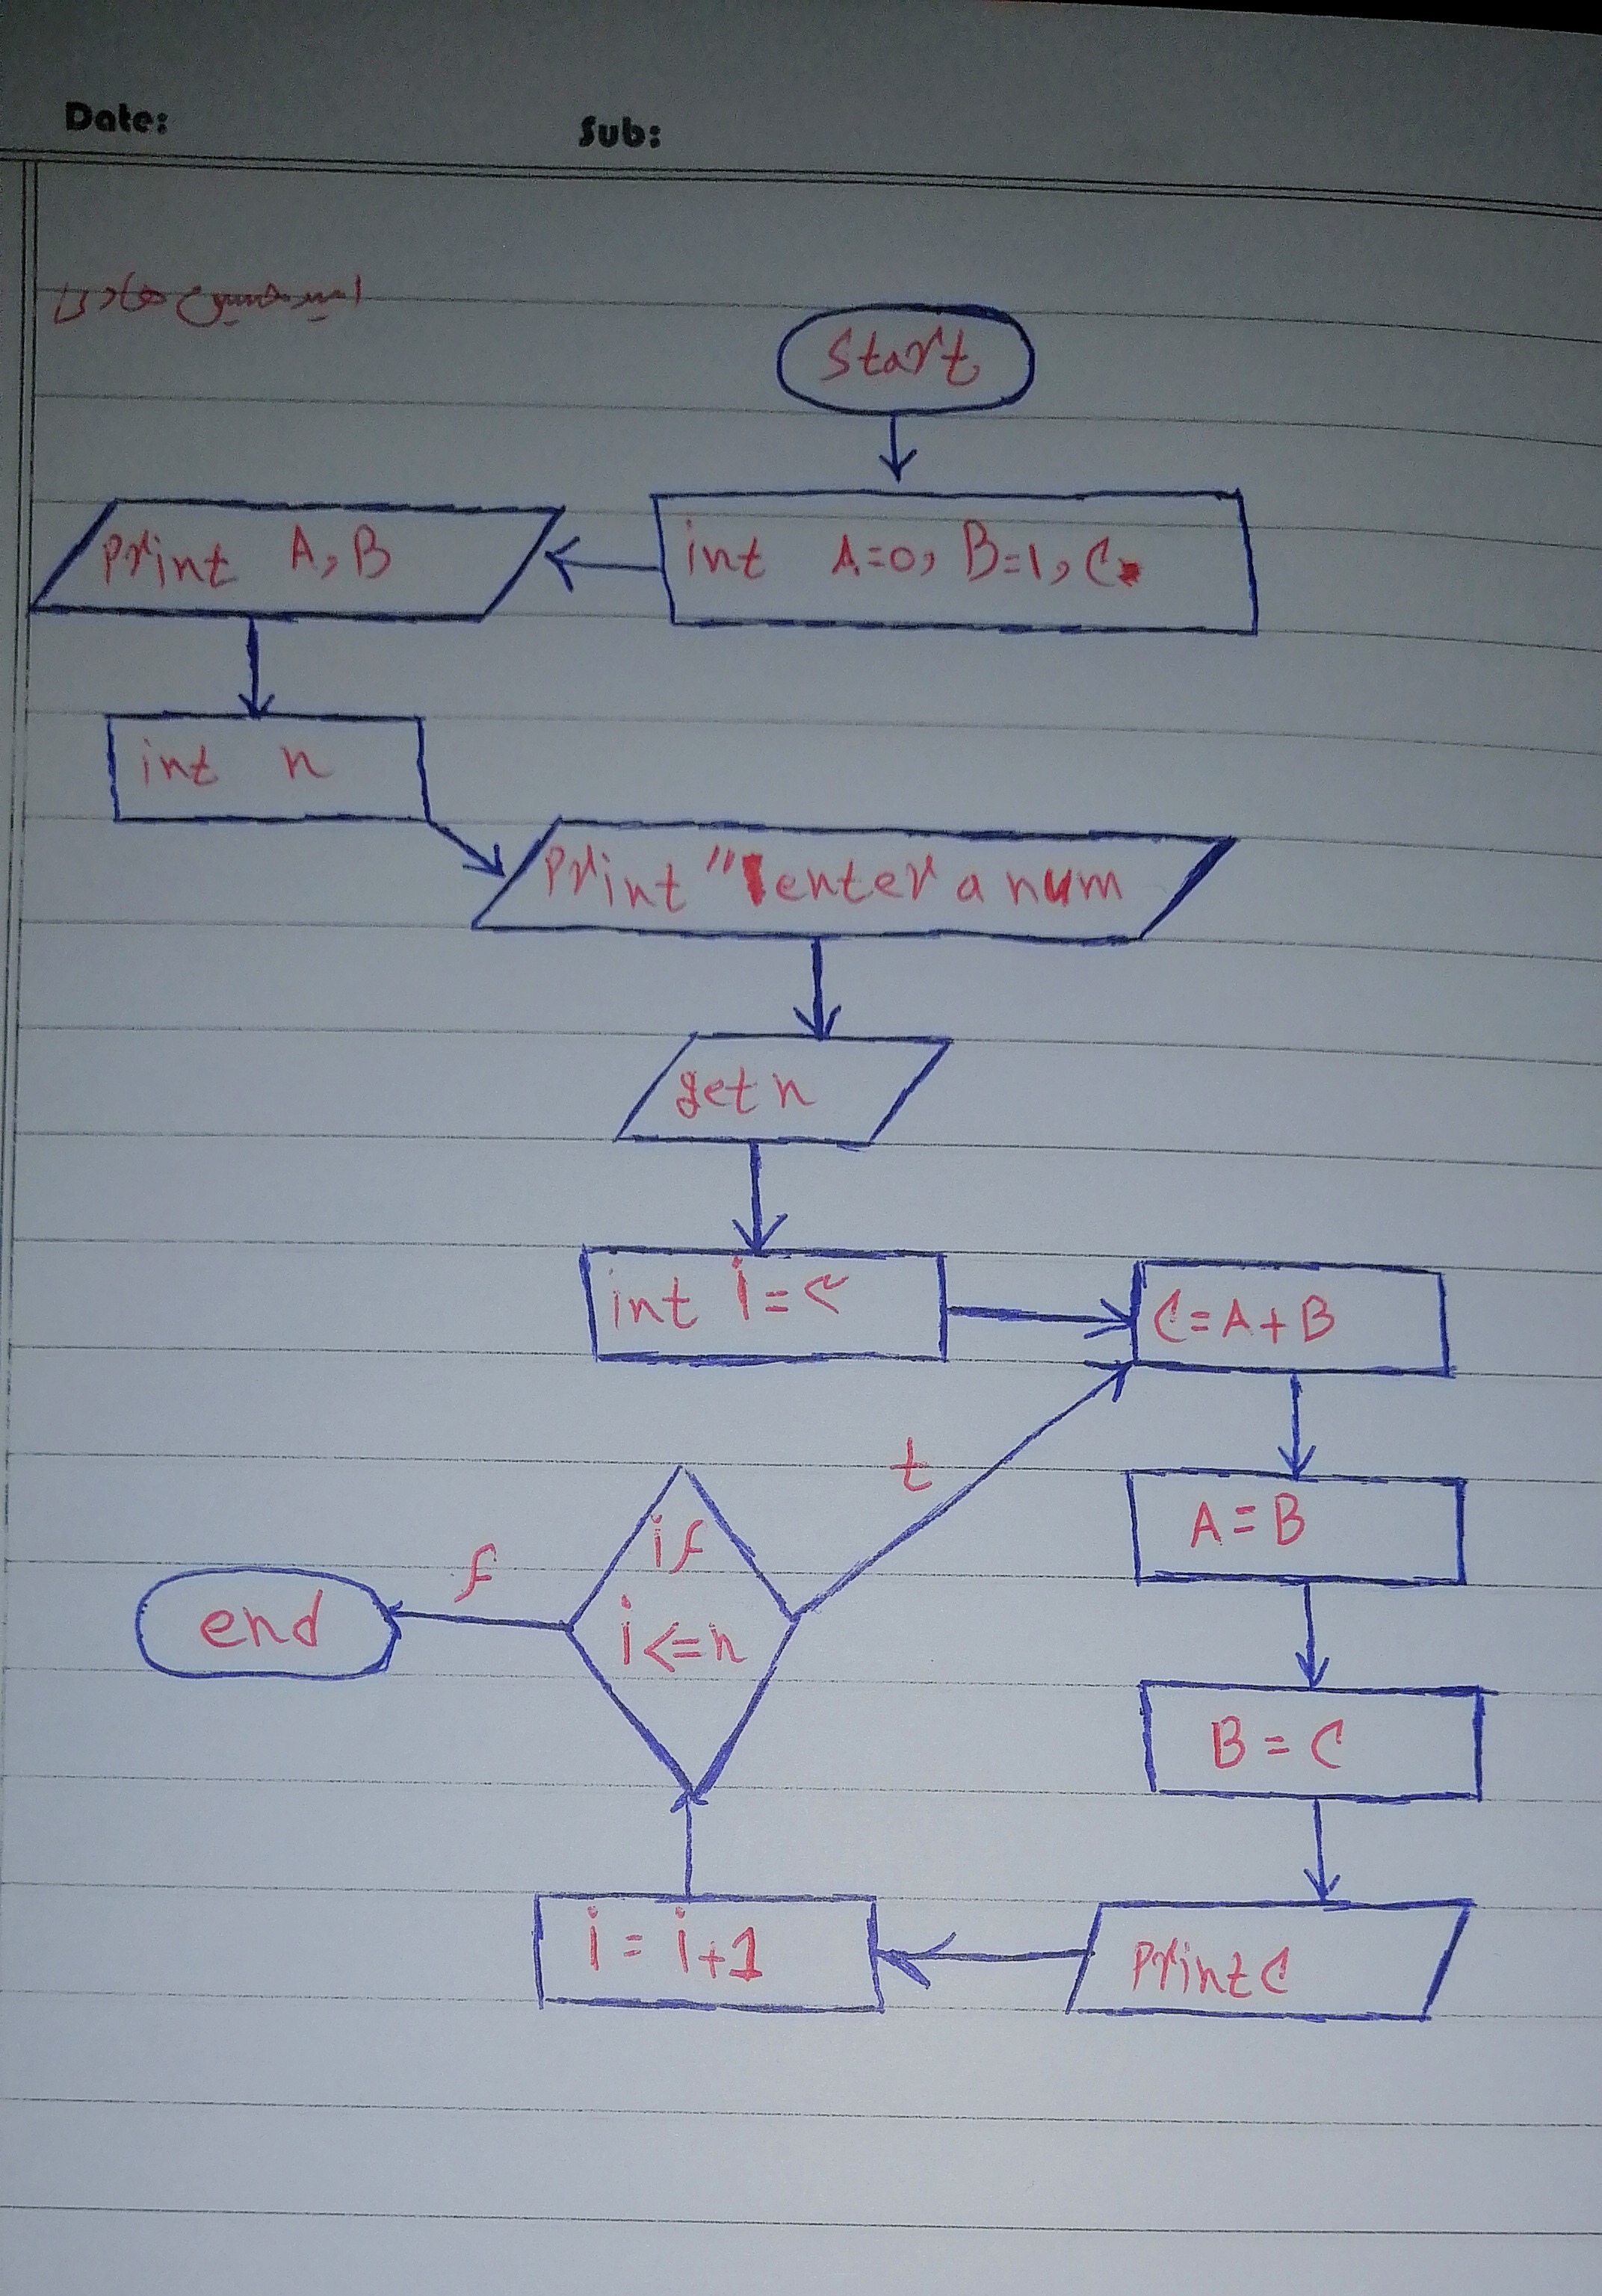 Date:
Sub:
امیرحسین هادی
start
int A=0, B=1, C
print A, B
int n
print "enter a num
get n
int i=
C=A+B
t
A=B
if
i<=n
f
end
B=C
i=i+1
print C